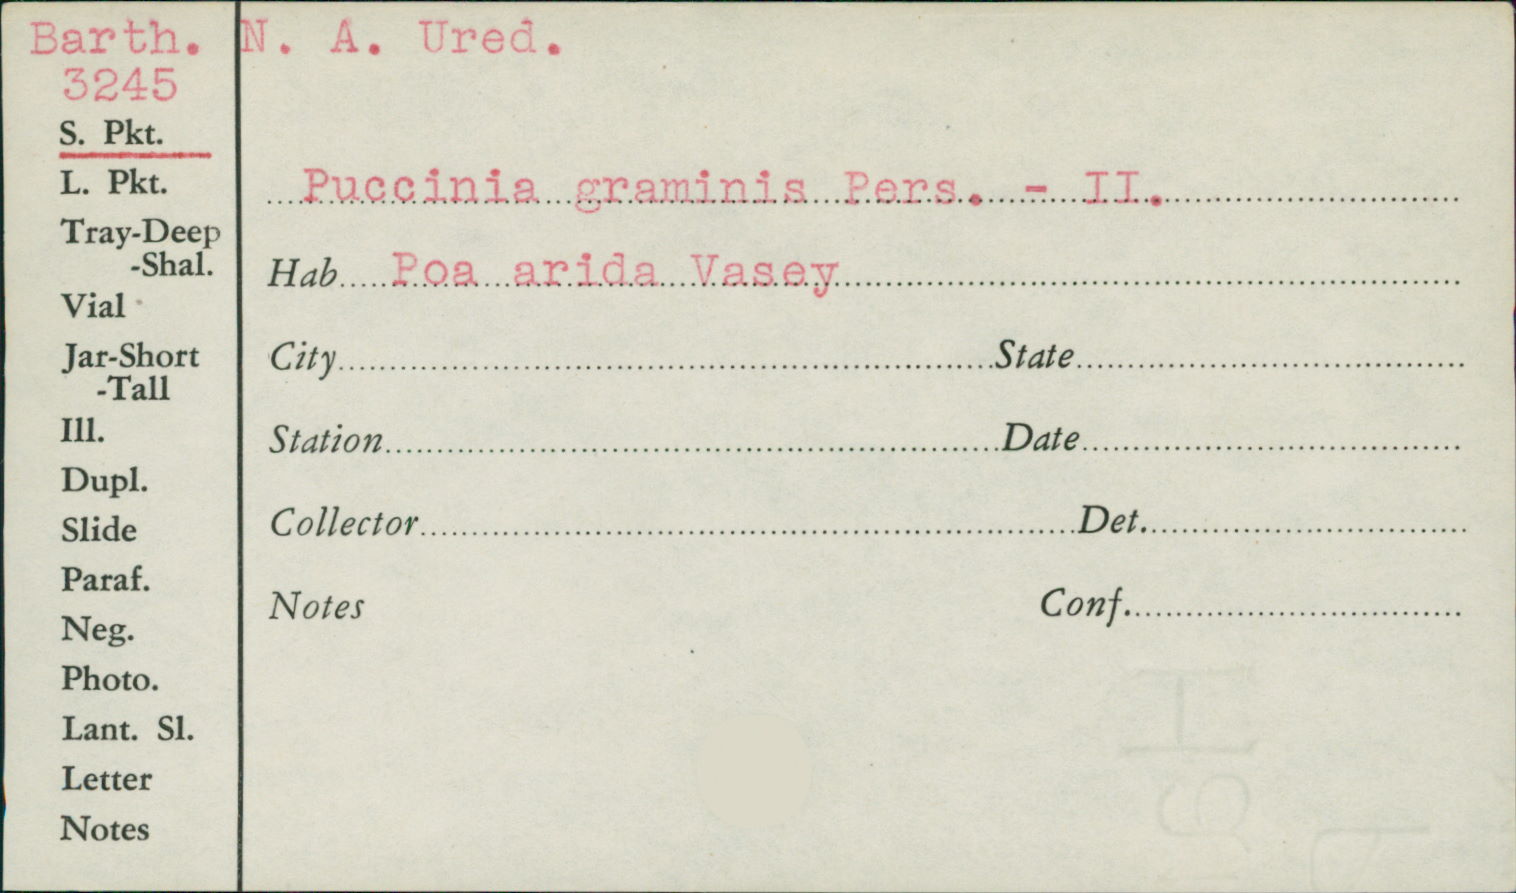 Barth. N. A. Ured.
3245
S. Pkt.
L. Pkt.
Tray-Deep
-Shal.
Vial
Jar-Short
-Tall
Ill.
Dupl.
Slide
Paraf.
Neg.
Photo.
Lant. Sl.
Letter
Notes
Puccinia graminis Pers. - II.
Hab Poa arida Vasey
City State
Station Date
Collector Det.
Notes Conf.